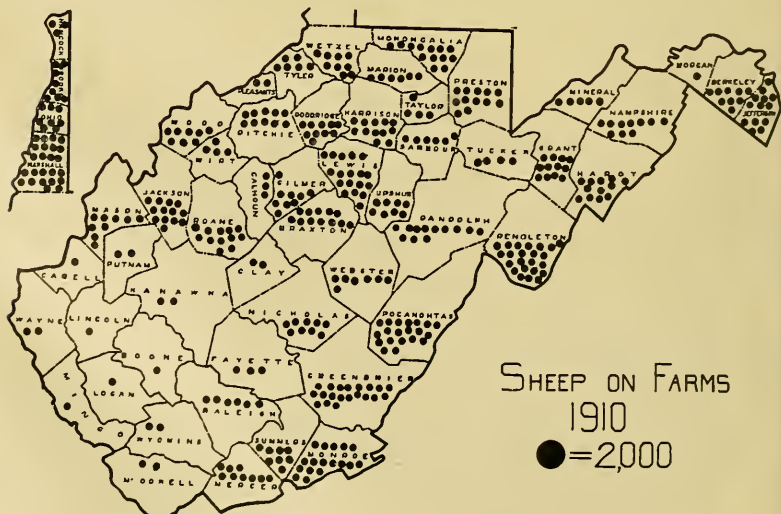 HANCOCK
BROOKE
OHIO
MARSHALL
WETZEL
MONONGALIA
TYLER
MARION
PRESTON
PLEASANTS
TAYLOR
MORGAN
BERKELEY
JEFFERSON
MINERAL
HAMPSHIRE
WOOD
RITCHIE
DODDRIDGE
HARRISON
BARBOUR
TUCKER
GRANT
HARDY
WIRT
CALHOUN
GILMER
LEWIS
UPSHUR
RANDOLPH
PENDLETON
JACKSON
MASON
ROANE
BRAXTON
PUTNAM
CLAY
WEBSTER
CABELL
KANAWHA
NICHOLAS
POCAHONTAS
WAYNE
LINCOLN
BOONE
FAYETTE
GREENBRIER
MINGO
LOGAN
RALEIGH
WYOMING
SUMMERS
MONROE
McDOWELL
MERCER
SHEEP ON FARMS
1910
=2,000